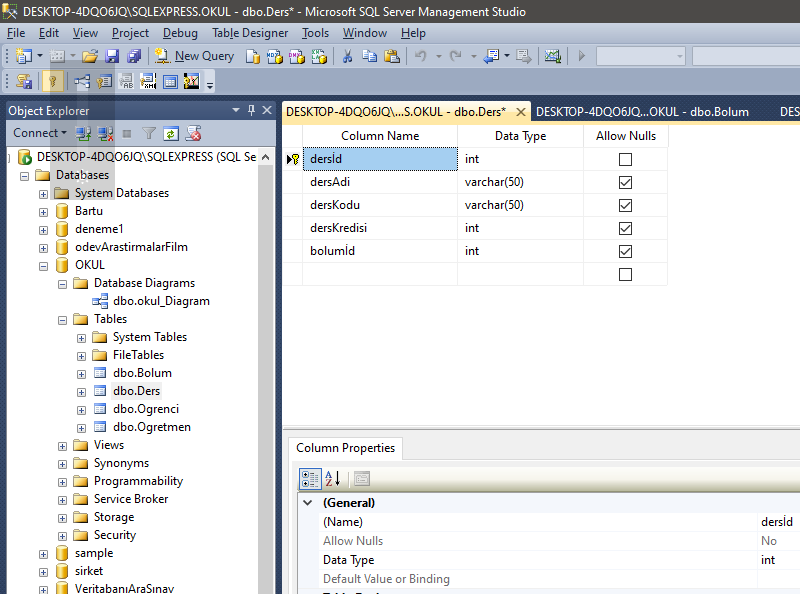 DESKTOP-4DQO6JQ\SQLEXPRESS.OKUL - dbo.Ders* - Microsoft SQL Server Management Studio
File Edit View Project Debug Table Designer Tools Window Help
New Query
Object Explorer
Connect
DESKTOP-4DQO6JQ\SQLEXPRESS (SQL Se
Databases
System Databases
Bartu
deneme1
odevArastirmalarFilm
OKUL
Database Diagrams
dbo.okul_Diagram
Tables
System Tables
FileTables
dbo.Bolum
dbo.Ders
dbo.Ogrenci
dbo.Ogretmen
Views
Synonyms
Programmability
Service Broker
Storage
Security
sample
sirket
VeritabanıAraSınav
DESKTOP-4DQO6JQ\...S.OKUL - dbo.Ders* DESKTOP-4DQO6JQ...OKUL - dbo.Bolum DES
Column Name Data Type Allow Nulls
dersİd int
dersAdi varchar(50)
dersKodu varchar(50)
dersKredisi int
bolumİd int
Column Properties
(General)
(Name) dersİd
Allow Nulls No
Data Type int
Default Value or Binding